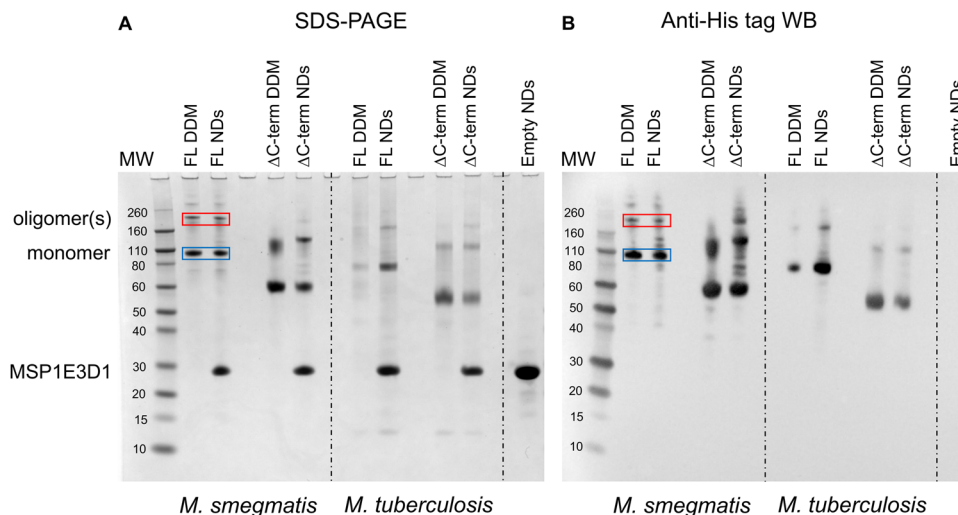 A SDS-PAGE
MW
FL DDM
FL NDs
ΔC-term DDM
ΔC-term NDs
FL DDM
FL NDs
ΔC-term DDM
ΔC-term NDs
Empty NDs
oligomer(s)
monomer
MSP1E3D1
260
160
110
80
60
50
40
30
20
15
10
M. smegmatis M. tuberculosis
B Anti-His tag WB
MW
FL DDM
FL NDs
ΔC-term DDM
ΔC-term NDs
FL DDM
FL NDs
ΔC-term DDM
ΔC-term NDs
Empty NDs
260
160
110
80
60
50
40
30
20
15
10
M. smegmatis M. tuberculosis